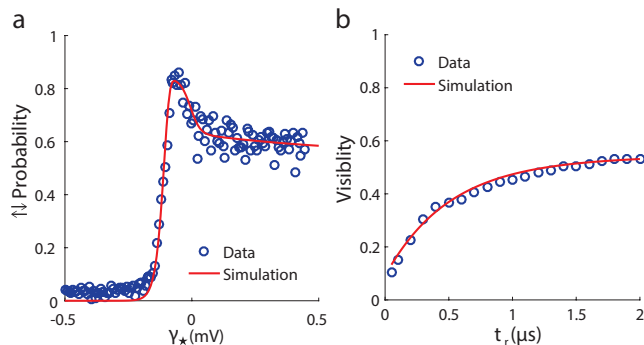 a
1
0.8
0.6
0.4
0.2
0
⇅ Probability
-0.5
0
0.5
γ⋆(mV)
Data
Simulation
b
1
0.8
0.6
0.4
0.2
0
Visiblity
0
0.5
1
1.5
2
t_r(μs)
Data
Simulation